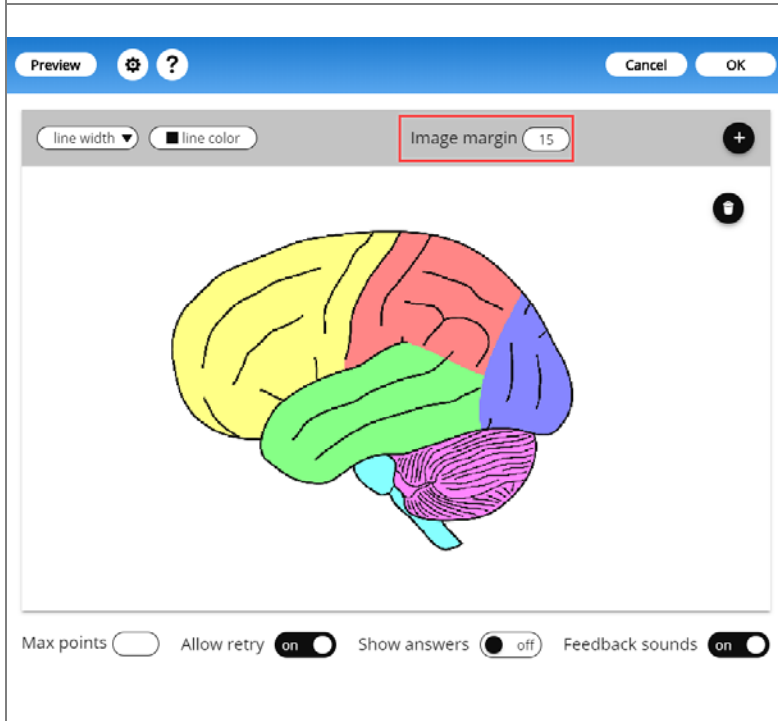 Preview ? Cancel OK
line width line color Image margin 15 +
Max points Allow retry on Show answers off Feedback sounds on